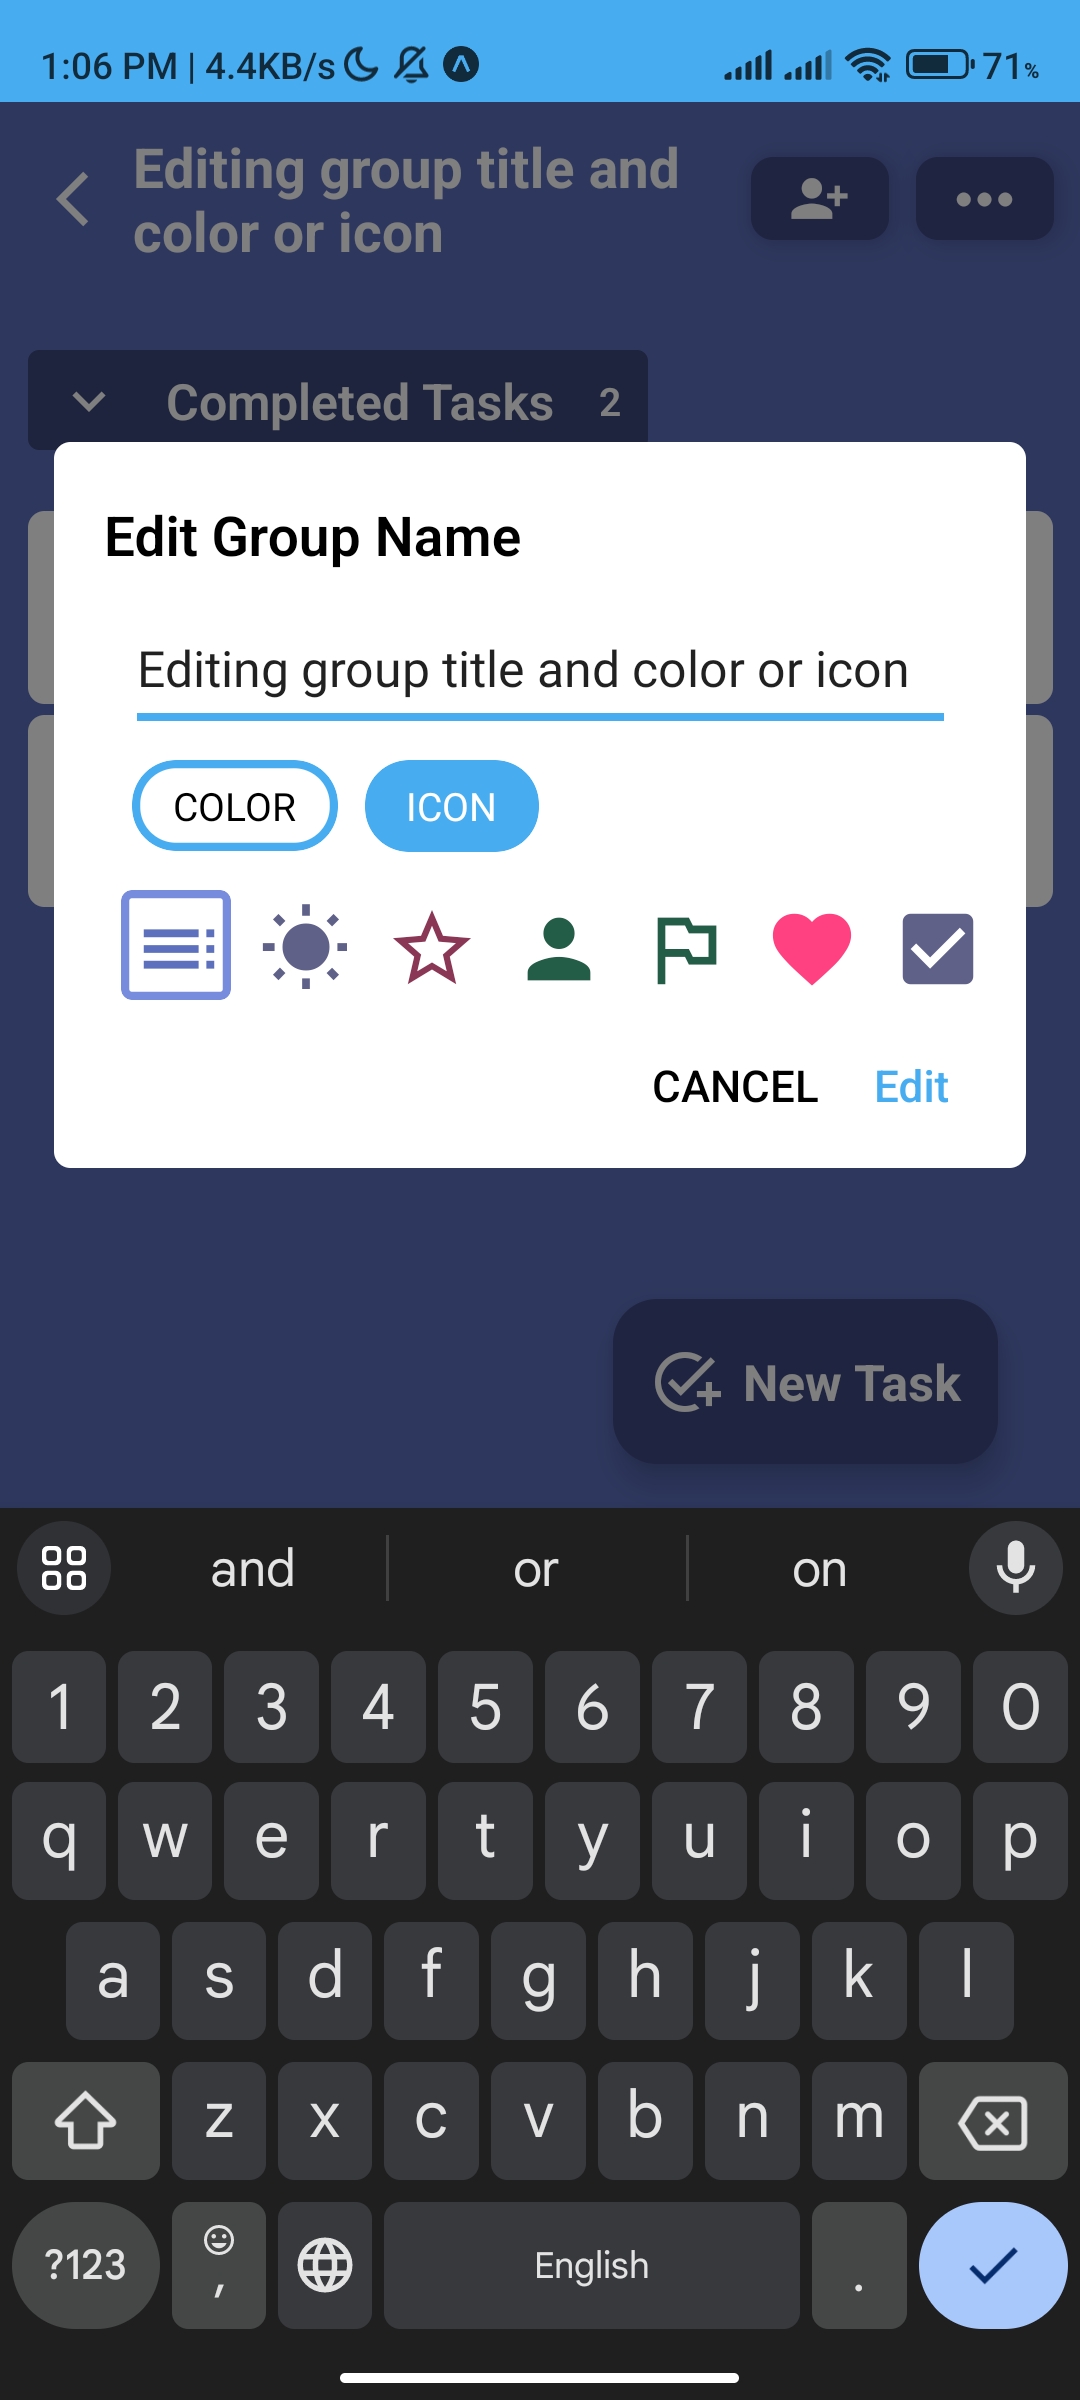 1:06 PM | 4.4KB/s 71%
Editing group title and
color or icon
Completed Tasks 2
Edit Group Name
Editing group title and color or icon
COLOR ICON
CANCEL Edit
New Task
and or on
1 2 3 4 5 6 7 8 9 0
q w e r t y u i o p
a s d f g h j k l
z x c v b n m
?123 , English .